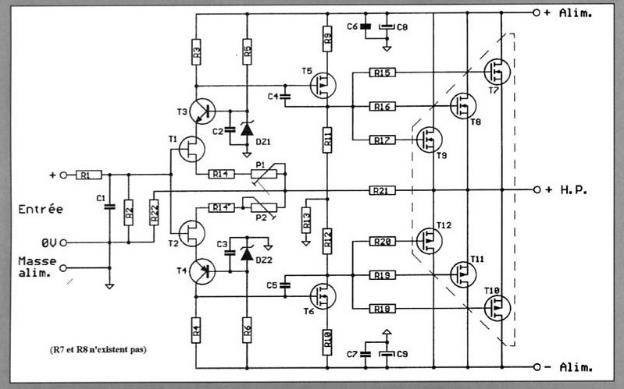 + Alim.
C6
C8
R9
R3
R5
T5
R15
T7
C4
R16
T8
T3
C2
DZ1
R11
R17
T9
T1
R14
P1
+
R1
R21
+ H.P.
Entrée
C1
R2
R22
R14'
P2
R13
0V
T2
C3
DZ2
R12
R20
T12
Masse
alim.
T4
C5
R19
T11
T6
R18
T10
R4
R6
R10
C7
C9
(R7 et R8 n'existent pas)
- Alim.